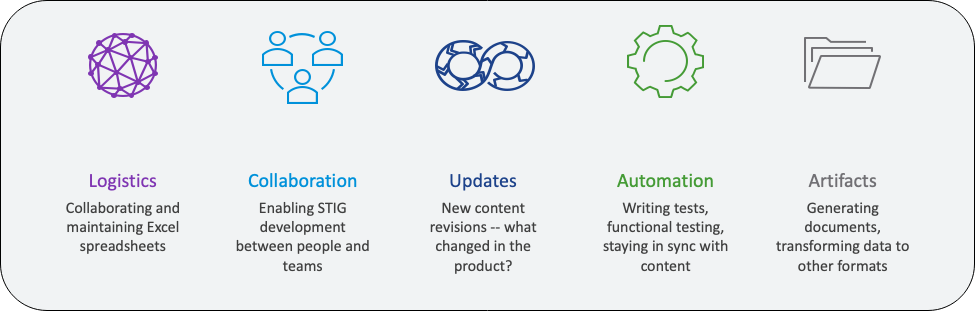 Logistics
Collaborating and
maintaining Excel
spreadsheets
Collaboration
Enabling STIG
development
between people and
teams
Updates
New content
revisions -- what
changed in the
product?
Automation
Writing tests,
functional testing,
staying in sync with
content
Artifacts
Generating
documents,
transforming data to
other formats